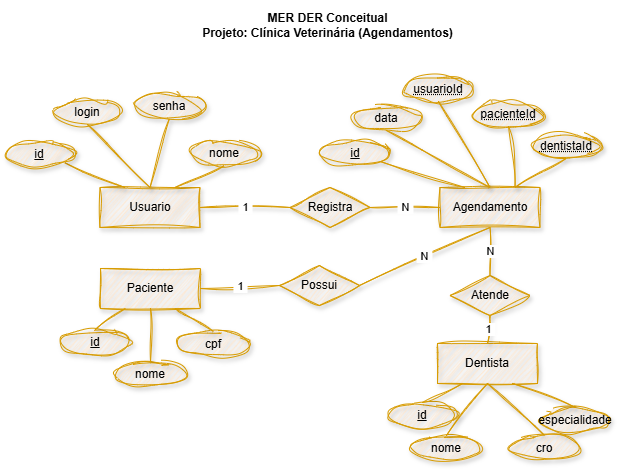 MER DER Conceitual
Projeto: Clínica Veterinária (Agendamentos)
usuarioId
login
senha
data
pacienteId
id
nome
id
dentistaId
Usuario
1
Registra
N
Agendamento
N
N
Paciente
1
Possui
Atende
1
id
cpf
nome
Dentista
id
especialidade
nome
cro